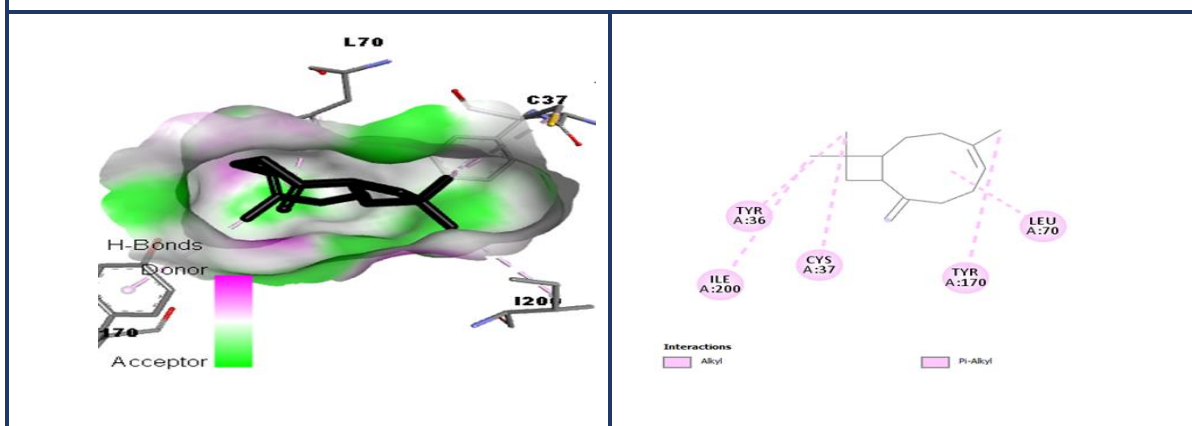 L70
C37
H-Bonds
Donor
I200
170
Acceptor
TYR
A:36
ILE
A:200
CYS
A:37
TYR
A:170
LEU
A:70
Interactions
Alkyl
Pi-Alkyl